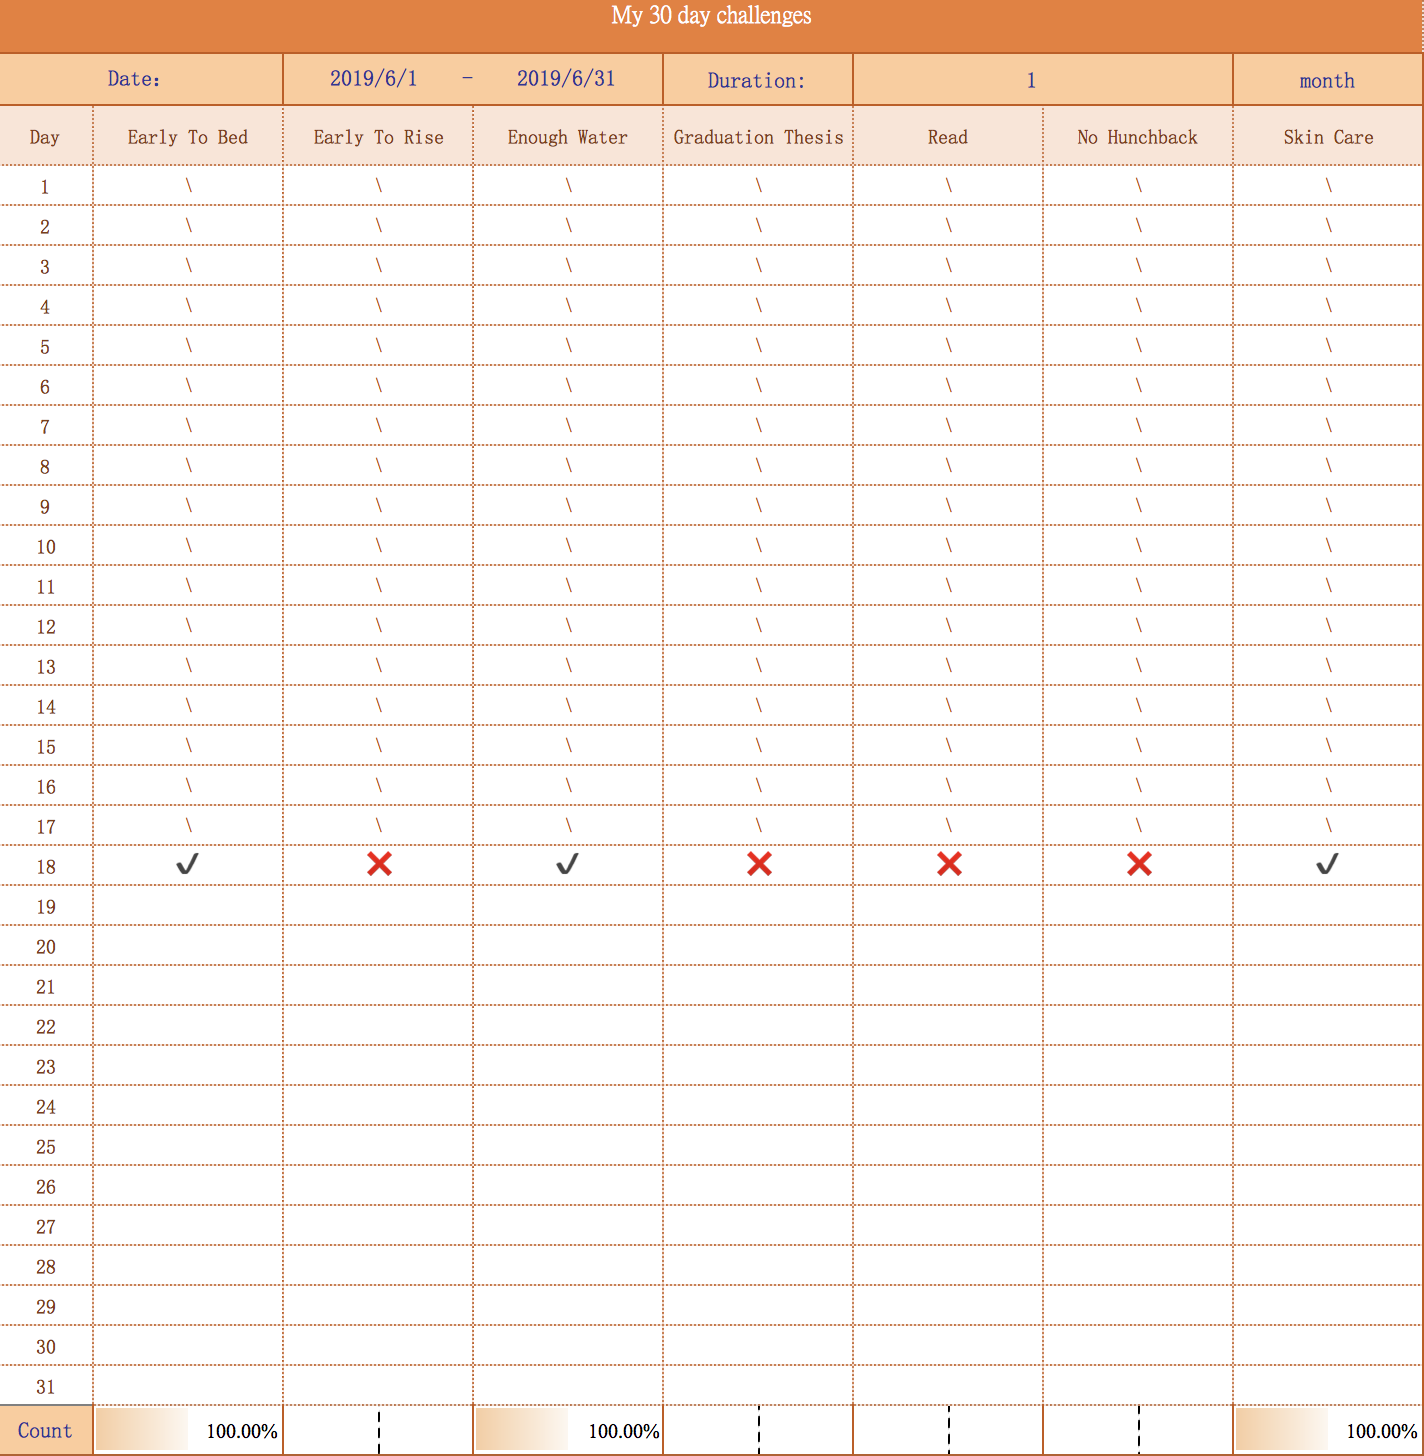 My 30 day challenges
Date: 2019/6/1 - 2019/6/31 Duration: 1 month
Day Early To Bed Early To Rise Enough Water Graduation Thesis Read No Hunchback Skin Care
1 \ \ \ \ \ \ \
2 \ \ \ \ \ \ \
3 \ \ \ \ \ \ \
4 \ \ \ \ \ \ \
5 \ \ \ \ \ \ \
6 \ \ \ \ \ \ \
7 \ \ \ \ \ \ \
8 \ \ \ \ \ \ \
9 \ \ \ \ \ \ \
10 \ \ \ \ \ \ \
11 \ \ \ \ \ \ \
12 \ \ \ \ \ \ \
13 \ \ \ \ \ \ \
14 \ \ \ \ \ \ \
15 \ \ \ \ \ \ \
16 \ \ \ \ \ \ \
17 \ \ \ \ \ \ \
18 ✔ ❌ ✔ ❌ ❌ ❌ ✔
19
20
21
22
23
24
25
26
27
28
29
30
31
Count 100.00% 100.00% 100.00%